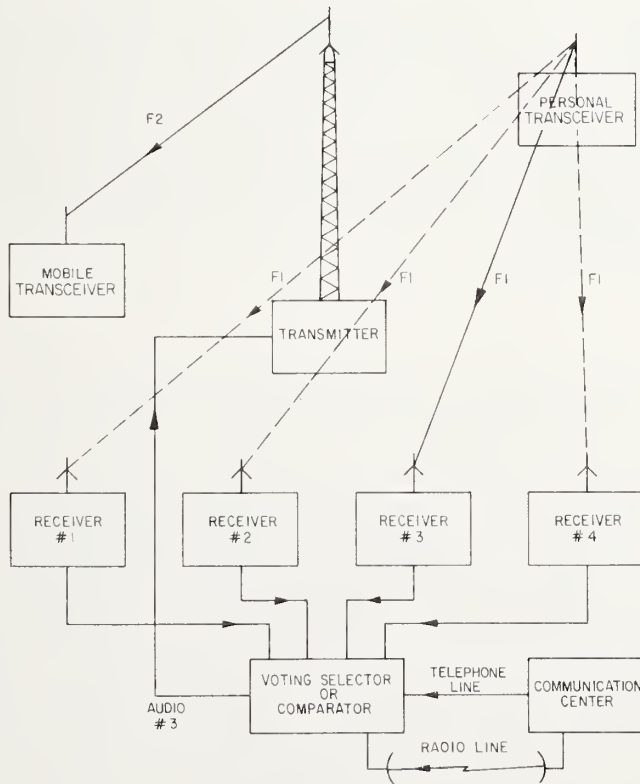 F2
PERSONAL
TRANSCEIVER
MOBILE
TRANSCEIVER
F1
F1
F1
F1
TRANSMITTER
RECEIVER
#1
RECEIVER
#2
RECEIVER
#3
RECEIVER
#4
VOTING SELECTOR
OR
COMPARATOR
TELEPHONE
LINE
COMMUNICATION
CENTER
AUDIO
#3
RADIO LINE